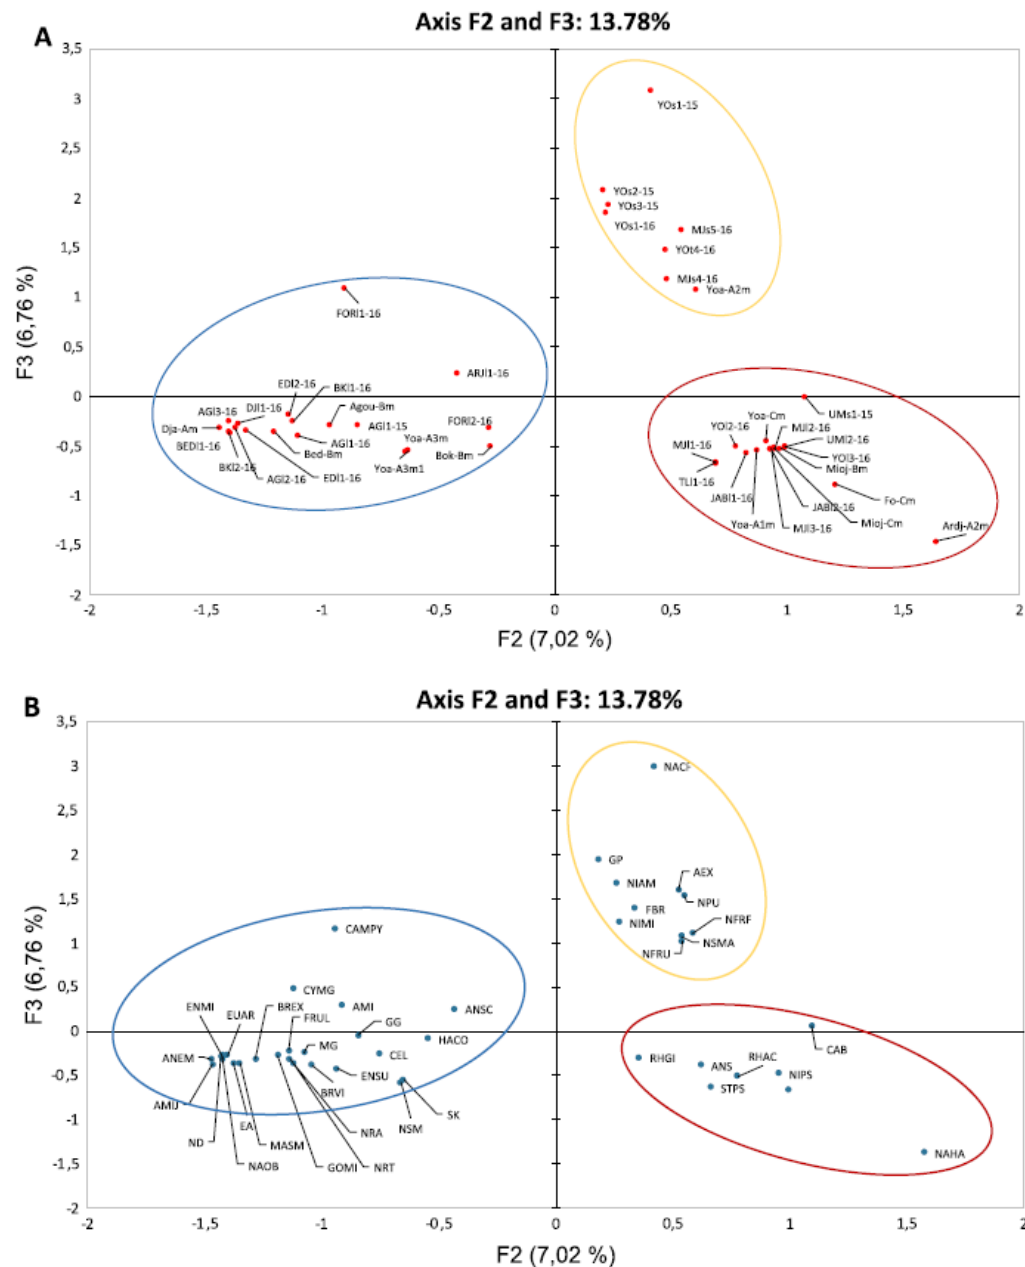 A
Axis F2 and F3: 13.78%
3,5
3
2,5
2
1,5
1
0,5
0
-0,5
-1
-1,5
-2
F3 (6,76 %)
YOs1-15
YOs2-15
YOs3-15
YOs1-16
MJs5-16
YOt4-16
MJs4-16
Yoa-A2m
FORI1-16
ARJI1-16
EDI2-16
BKI1-16
AGI3-16
DJI1-16
Agou-Bm
Dja-Am
AGI1-15
FORI2-16
BEDI1-16
AGI1-16
Yoa-A3m
Bed-Bm
Bok-Bm
BKI2-16
Yoa-A3m1
AGI2-16
EDI1-16
UMs1-15
Yoa-Cm
YOI2-16
MJI2-16
UMI2-16
MJI1-16
YOI3-16
Mioj-Bm
TLI1-16
JABI1-16
Fo-Cm
JABI2-16
Yoa-A1m
Mioj-Cm
MJI3-16
Ardj-A2m
-2 -1,5 -1 -0,5 0 0,5 1 1,5 2
F2 (7,02 %)
B
Axis F2 and F3: 13.78%
3,5
3
2,5
2
1,5
1
0,5
0
-0,5
-1
-1,5
-2
F3 (6,76 %)
NACF
GP
AEX
NIAM
NPU
FBR
NIMI
NFRF
NSMA
NFRU
CAMPY
CYMG
AMI
ANSC
ENMI
EUAR
BREX
FRUL
GG
HACO
MG
ANEM
CEL
ENSU
BRVI
AMIJ
SK
EA
NSM
ND
MASM
NRA
NAOB
GOMI
NRT
CAB
RHGI
ANS
RHAC
NIPS
STPS
NAHA
-2 -1,5 -1 -0,5 0 0,5 1 1,5 2
F2 (7,02 %)